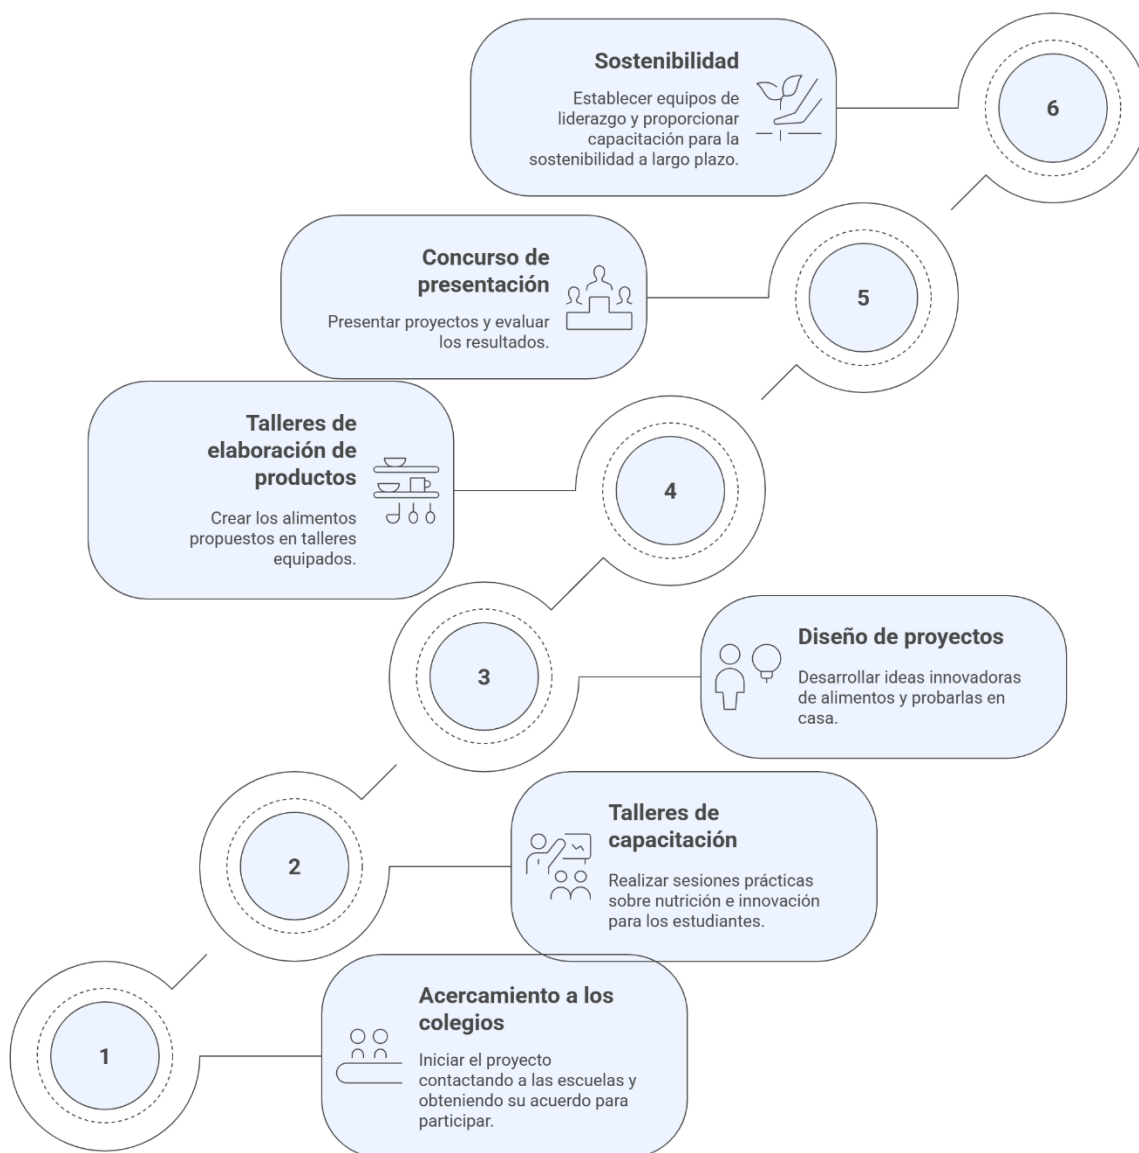 Sostenibilidad
Establecer equipos de
liderazgo y proporcionar
capacitación para la
sostenibilidad a largo plazo.
6
Concurso de
presentación
Presentar proyectos y evaluar
los resultados.
5
Talleres de
elaboración de
productos
Crear los alimentos
propuestos en talleres
equipados.
4
3
Diseño de proyectos
Desarrollar ideas innovadoras
de alimentos y probarlas en
casa.
2
Talleres de
capacitación
Realizar sesiones prácticas
sobre nutrición e innovación
para los estudiantes.
1
Acercamiento a los
colegios
Iniciar el proyecto
contactando a las escuelas y
obteniendo su acuerdo para
participar.